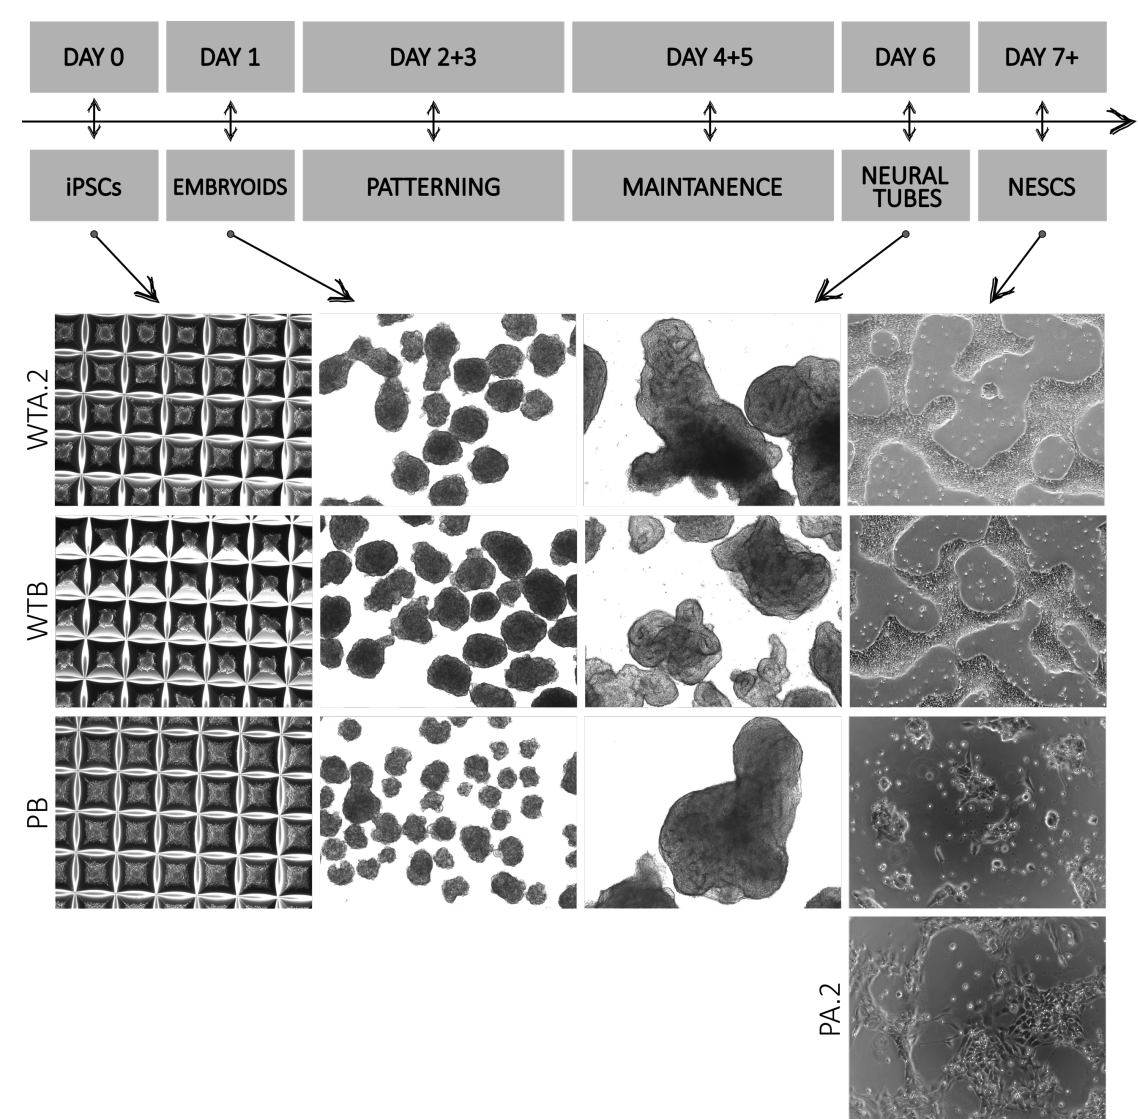 DAY 0
DAY 1
DAY 2+3
DAY 4+5
DAY 6
DAY 7+
iPSCs
EMBRYOIDS
PATTERNING
MAINTANENCE
NEURAL
TUBES
NESCS
WTA.2
WTB
PB
PA.2